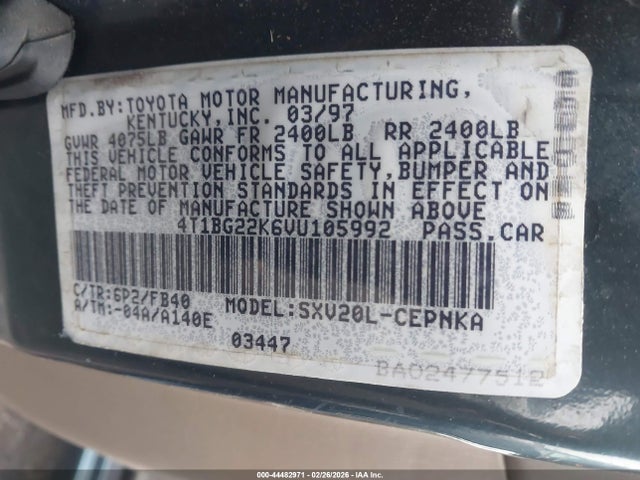 MFD.BY:TOYOTA MOTOR MANUFACTURING,
KENTUCKY,INC. 03/97
GVWR 4075LB GAWR FR 2400LB RR 2400LB
THIS VEHICLE CONFORMS TO ALL APPLICABLE
FEDERAL MOTOR VEHICLE SAFETY,BUMPER AND
THEFT PREVENTION STANDARDS IN EFFECT ON
THE DATE OF MANUFACTURE SHOWN ABOVE
4T1BG22K6VU105992 PASS.CAR
C/TR:6P2/FB40
A/TM:-04A/A140E
MODEL:SXV20L-CEPNKA
03447
BA02477512
000-44482971 | 02/26/2026 | IAA Inc.